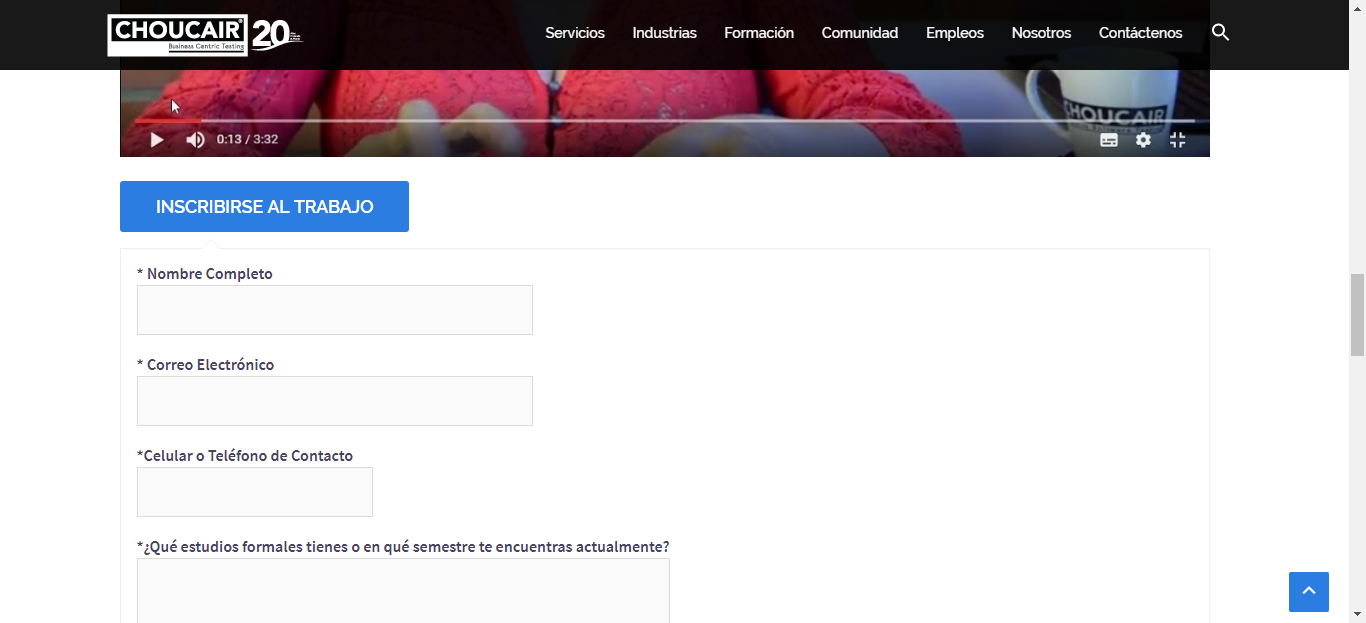 CHOUCAIR
Business Centric Testing
20
Servicios
Industrias
Formación
Comunidad
Empleos
Nosotros
Contáctenos
CHOUCAIR
0:13 / 3:32
INSCRIBIRSE AL TRABAJO
* Nombre Completo
* Correo Electrónico
*Celular o Teléfono de Contacto
*¿Qué estudios formales tienes o en qué semestre te encuentras actualmente?